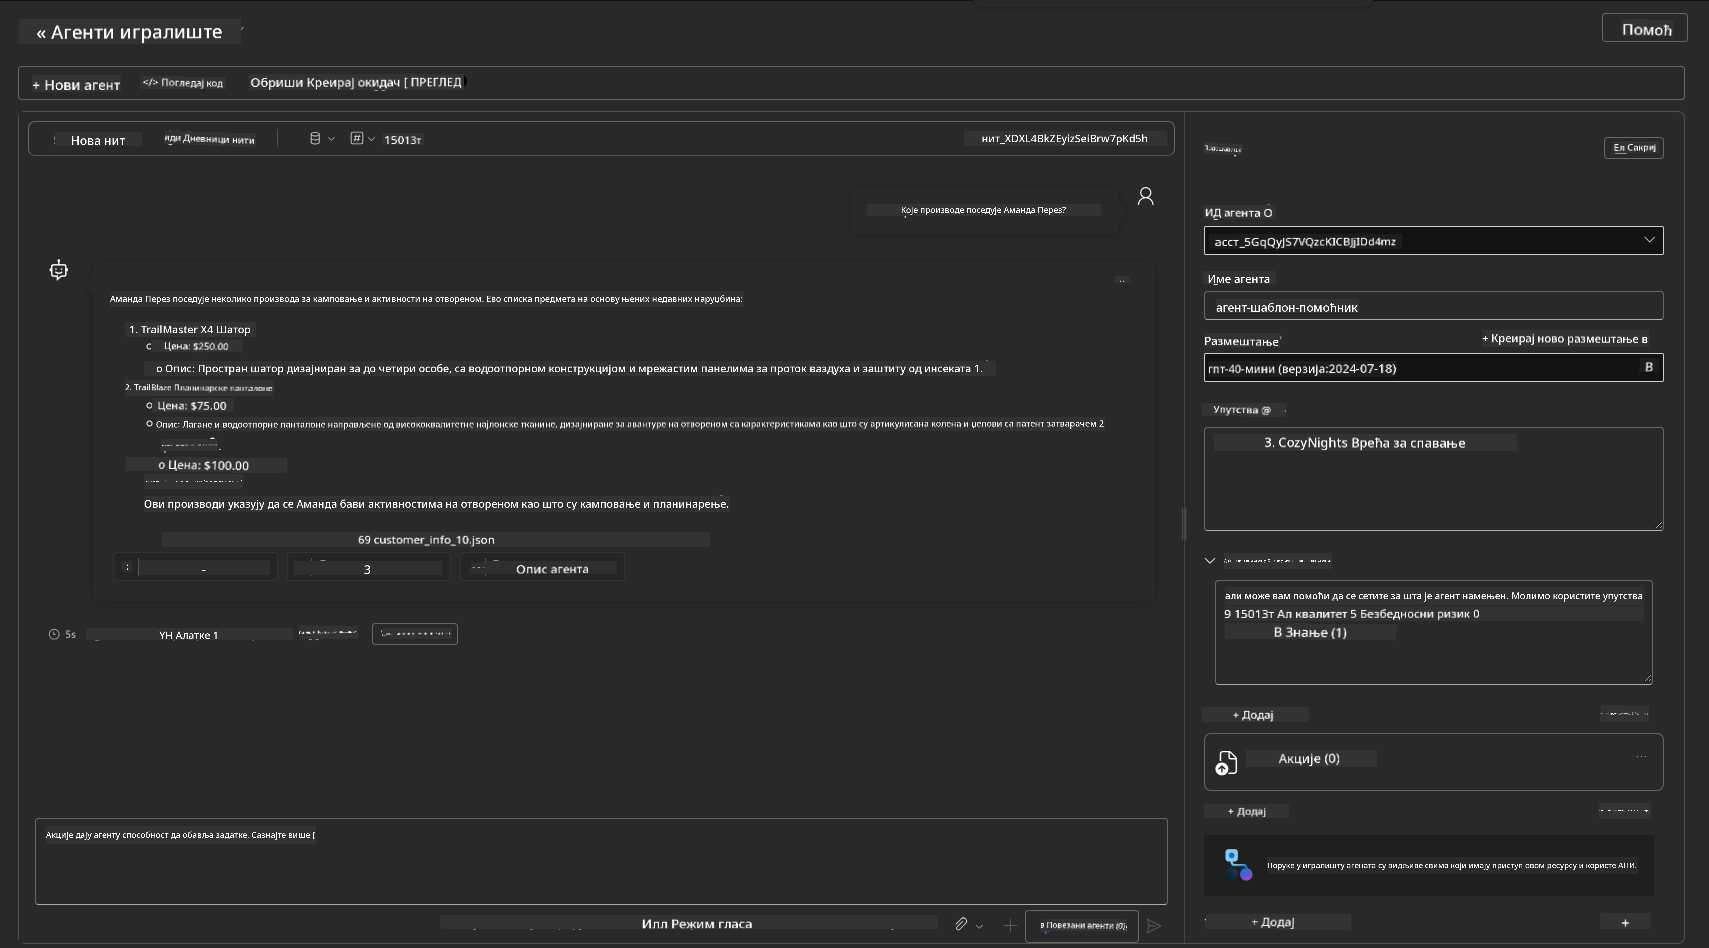 « Агенти игралиште
Помоћ
+ Нови агент
</> Погледај код
Обриши Креирај окидач [ ПРЕГЛЕД
Нова нит
иди Дневници нити
15013т
нит_XDXL4BkZEyizSeiBrw7pKd5h
Ел Сакриј
Које производе поседује Аманда Перез?
ИД агента О
асст_5GqQyJS7VQzcKICBJjIDd4mz
Име агента
агент-шаблон-помоћник
Размештање
+ Креирај ново размештање в
гпт-40-мини (верзија:2024-07-18)
В
Упутства @
3. CozyNights Врећа за спавање
Аманда Перез поседује неколико производа за камповање и активности на отвореном. Ево списка предмета на основу њених недавних наруџбина:
1. TrailMaster X4 Шатор
Цена: $250.00
о Опис: Простран шатор дизајниран за до четири особе, са водоотпорном конструкцијом и мрежастим панелима за проток ваздуха и заштиту од инсеката 1.
2. TrailBlaze Планинарске панталоне
Цена: $75.00
Опис: Лагане и водоотпорне панталоне направљене од висококвалитетне најлонске тканине, дизајниране за авантуре на отвореном са карактеристикама као што су артикулисана колена и џепови са патент затварачем 2
о Цена: $100.00
Ови производи указују да се Аманда бави активностима на отвореном као што су камповање и планинарење.
69 customer_info_10.json
-
3
Опис агента
5s
УН Алатке 1
али може вам помоћи да се сетите за шта је агент намењен. Молимо користите упутства
9 15013т Ал квалитет 5 Безбедносни ризик 0
В Знање (1)
+ Додај
Акције (0)
...
+ Додај
Поруке у игралишту агената су видљиве свима који имају приступ овом ресурсу и користе АПИ.
+ Додај
+
Акције дају агенту способност да обавља задатке. Сазнајте више [
Илл Режим гласа
в Повезани агенти (0)